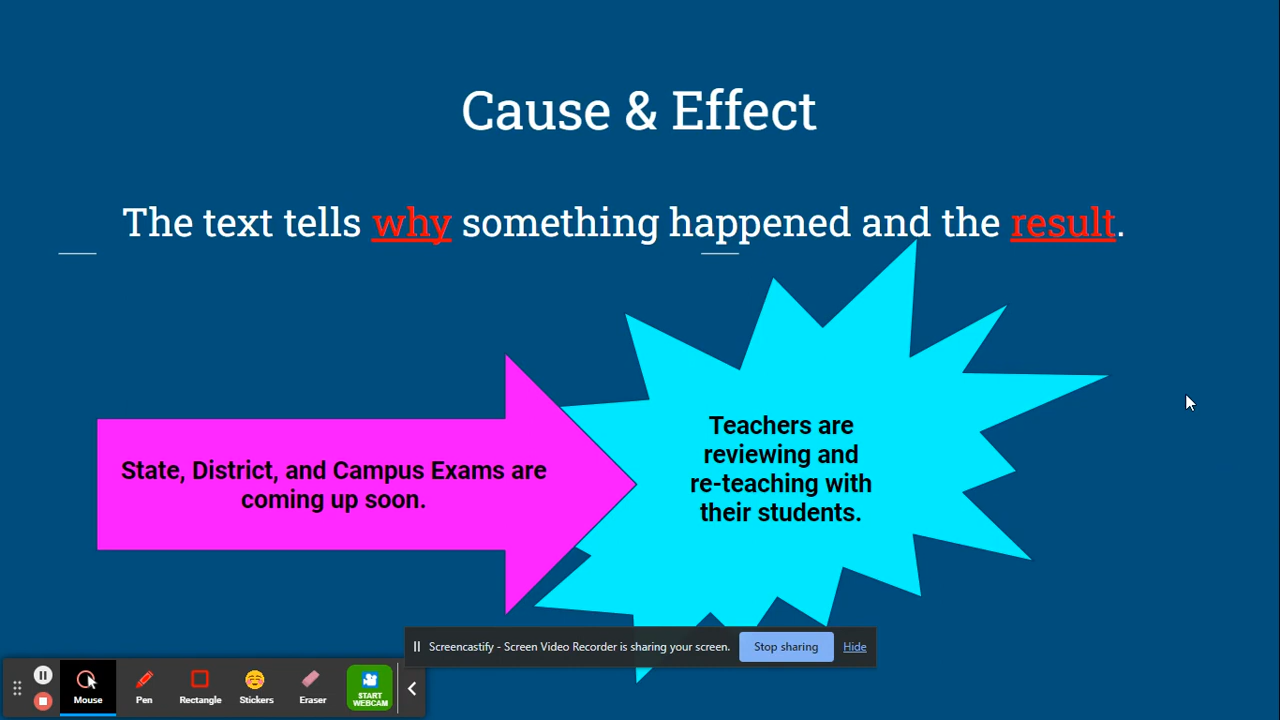 Cause & Effect
The text tells why something happened and the result.
State, District, and Campus Exams are
coming up soon.
Teachers are
reviewing and
re-teaching with
their students.
Screencastify - Screen Video Recorder is sharing your screen.
Stop sharing
Hide
Mouse
Pen
Rectangle
Stickers
Eraser
START
WEBCAM